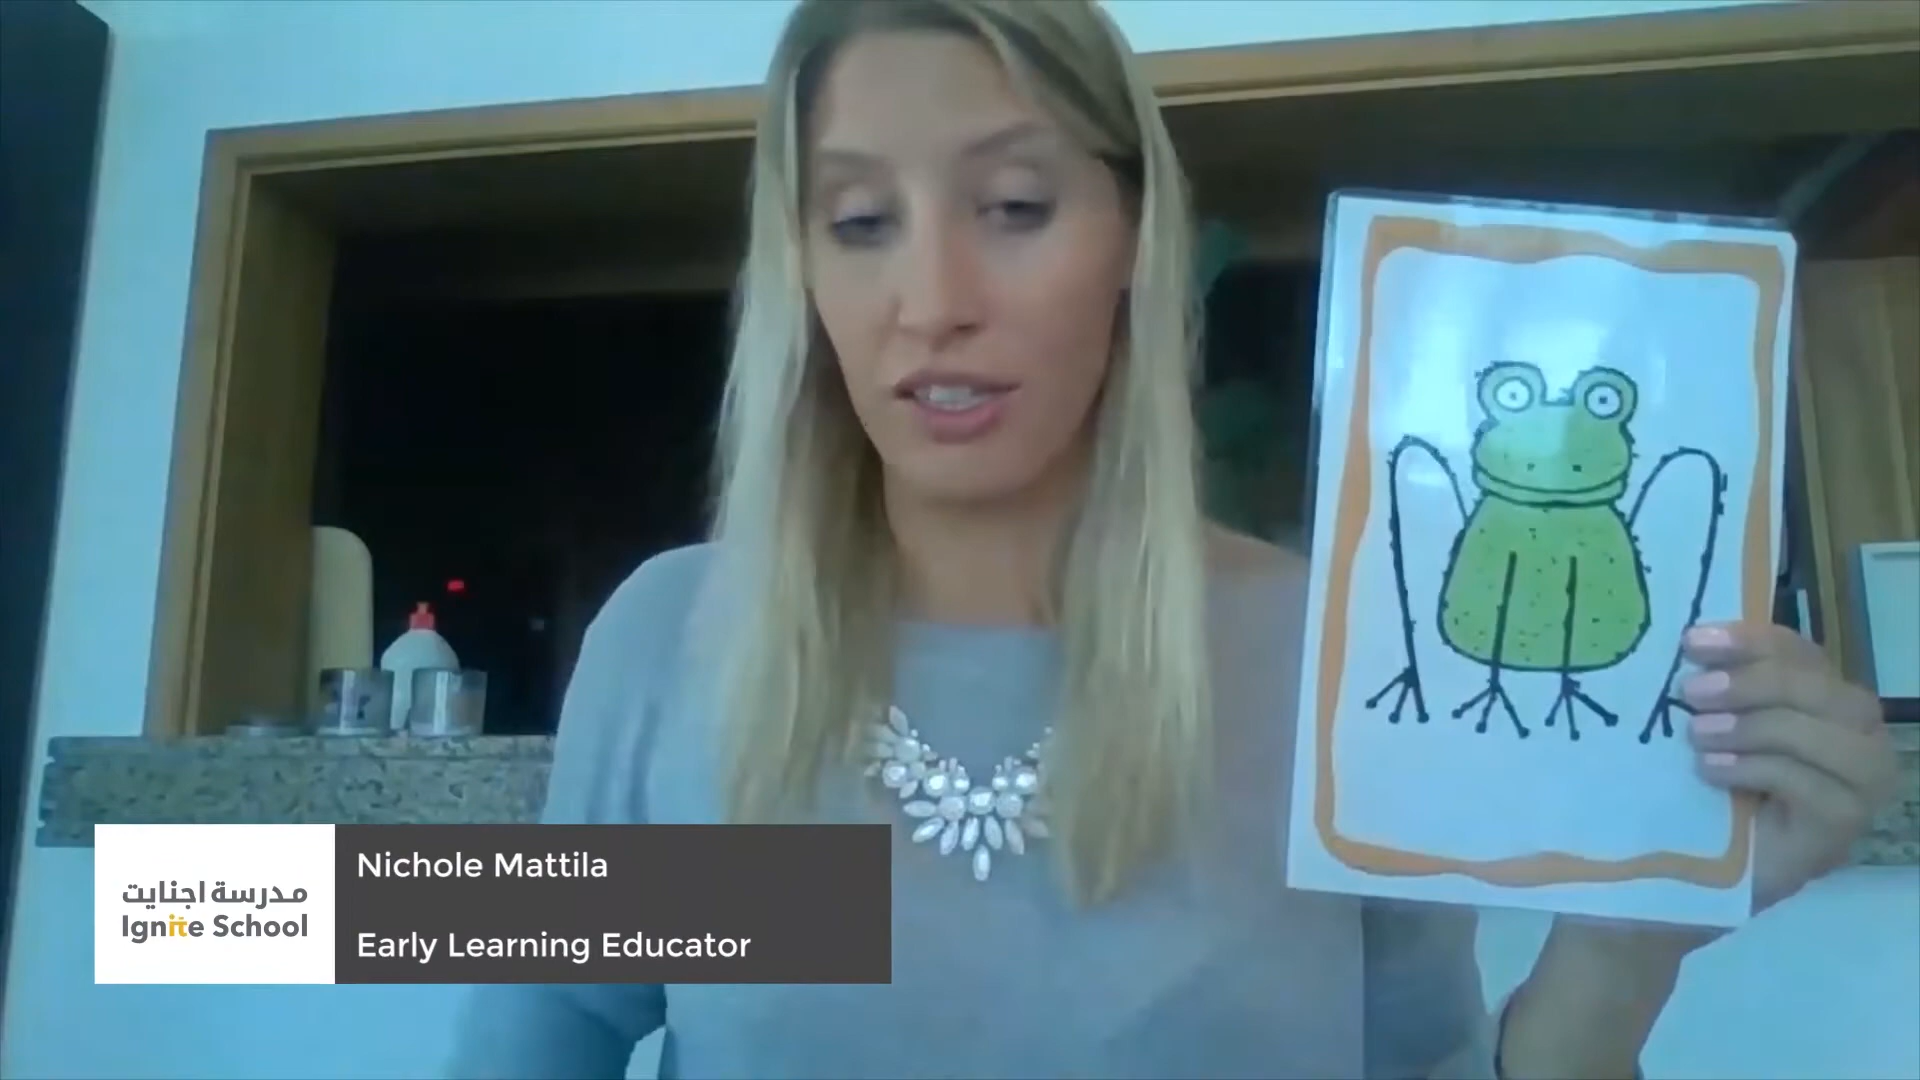 مدرسة اجنايت
Ignite School
Nichole Mattila
Early Learning Educator